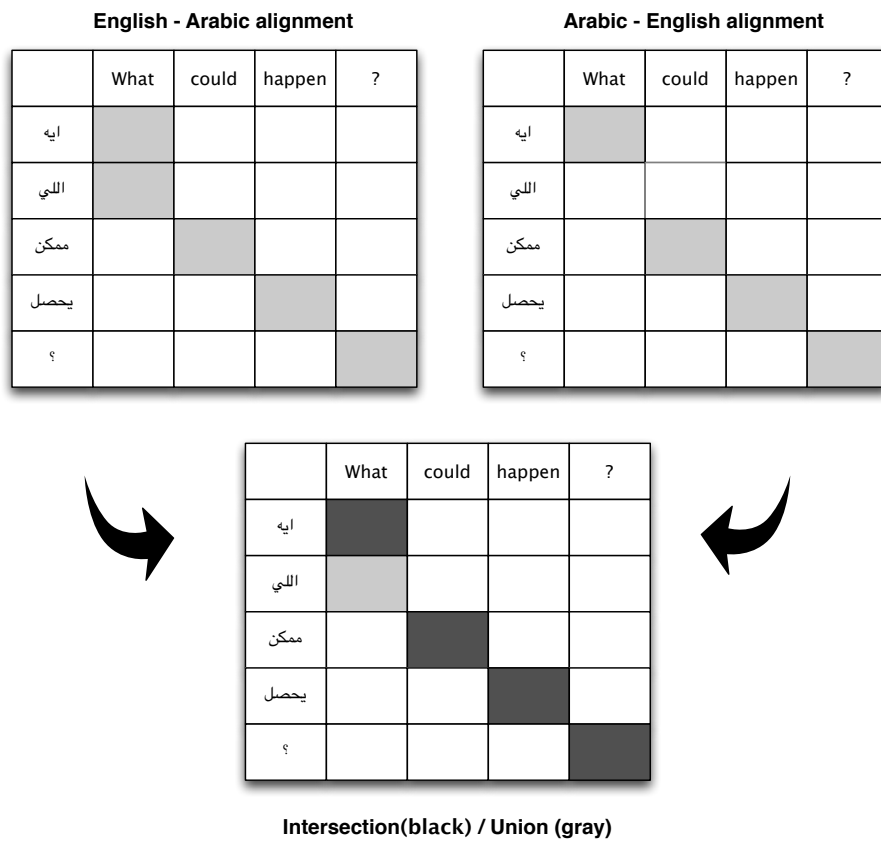 English - Arabic alignment
What could happen ?
ايه
اللي
ممكن
يحصل
؟
Arabic - English alignment
What could happen ?
ايه
اللي
ممكن
يحصل
؟
What could happen ?
ايه
اللي
ممكن
يحصل
؟
Intersection(black) / Union (gray)